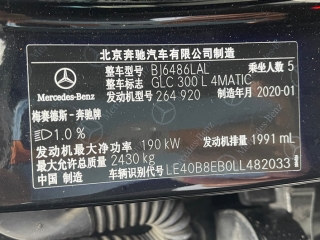 北京奔驰汽车有限公司制造
整车型号 BJ6486LAL 乘坐人数 5
整车型号 GLC 300 L 4MATIC
发动机型号 264 920 制造年月 2020-01
Mercedes-Benz
梅赛德斯-奔驰牌
1.0 %
发动机最大净功率 190 kW 发动机排量 1991 mL
最大允许总质量 2430 kg
中国 制造 车辆识别代号 LE40B8EB0LL482033